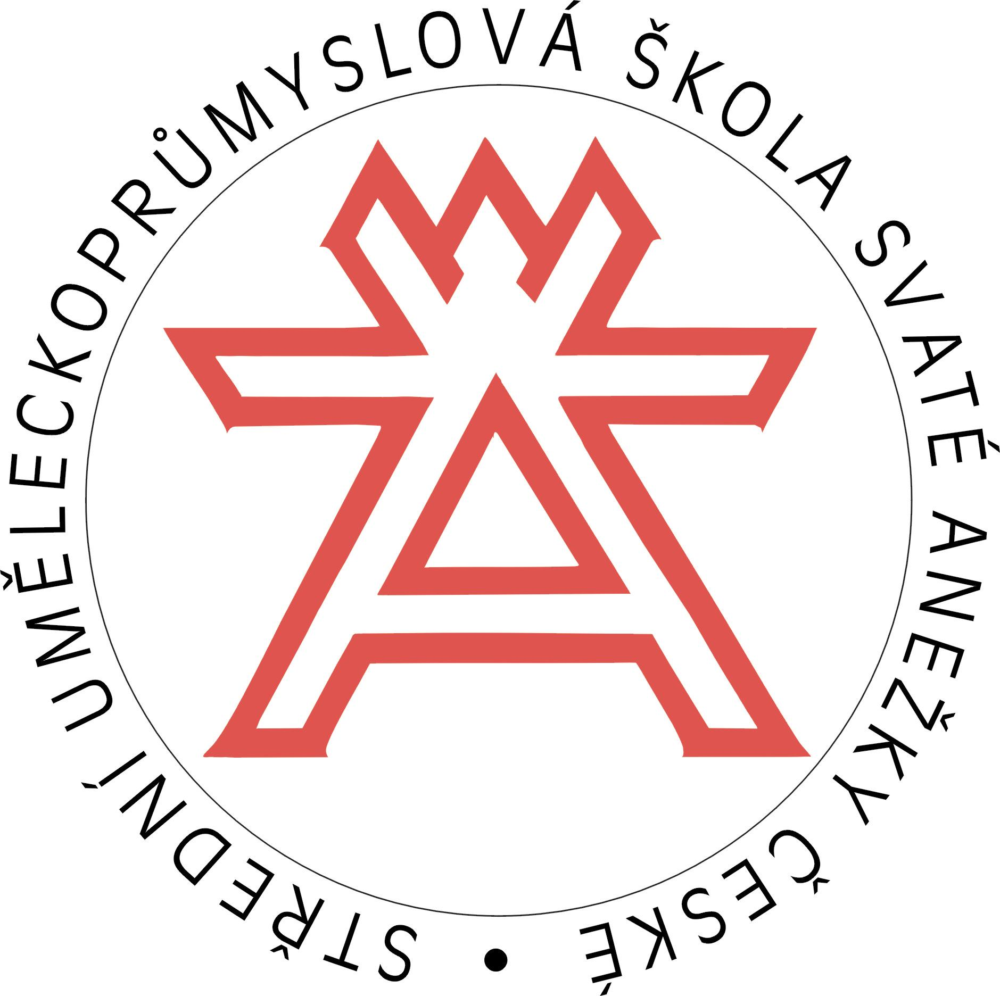 STŘEDNÍ UMĚLECKOPRŮMYSLOVÁ ŠKOLA SVATÉ ANEŽKY ČESKÉ •